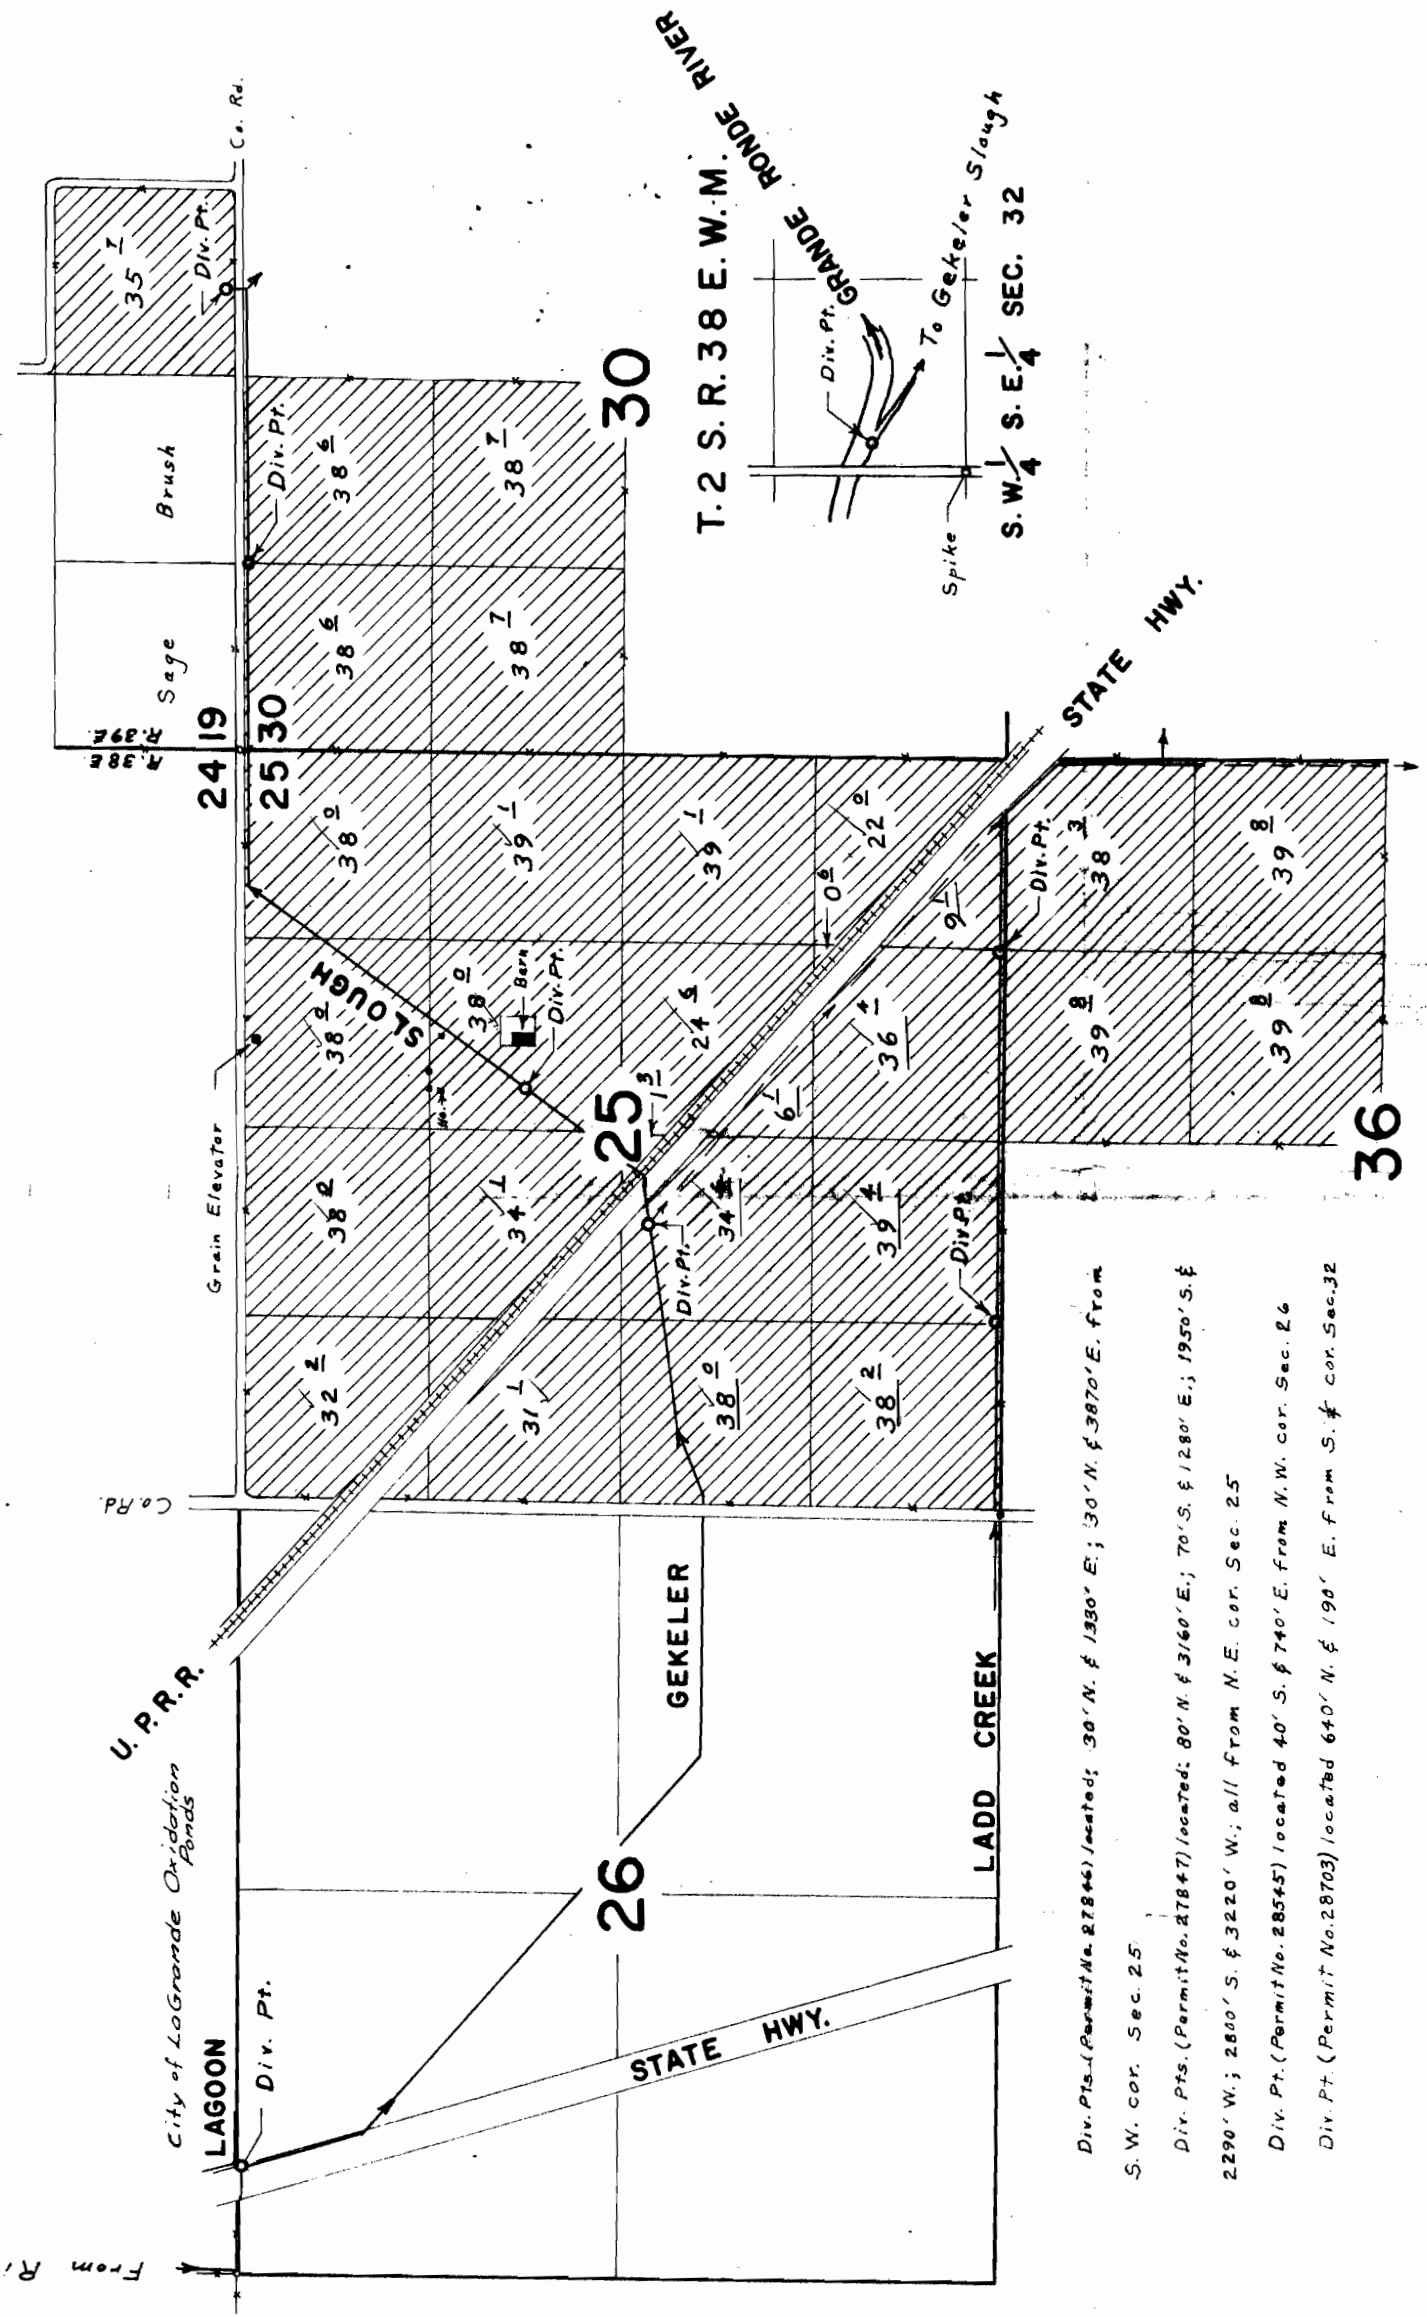 From
City of LaGrande Oxidation
Ponds
LAGOON
Div. Pt.
U. P. R. R.
Co. Rd.
Grain Elevator
24 19
25 30
R. 38 E.
R. 39 E.
Sage Brush
Co. Rd.
35 7
Div. Pt.
Div. Pt.
32 2
38 0
38 0
38 0
38 6
38 6
SLOUGH
31 1
34 1
38 0
Barn
Div. Pt.
39 1
38 7
38 7
26
25
30
GEKELER
38 0
Div. Pt.
34
1 3
24 6
39 1
6 1
0 6
22 0
38 2
39 4
36 4
9 1
STATE HWY.
LADD CREEK
Div. Pt.
Div. Pt.
STATE HWY.
39 8
38 3
39 8
39 8
36
T. 2 S. R. 38 E. W. M.
GRANDE RONDE RIVER
Div. Pt.
To Gekeler Slough
Spike
S. W. 1/4 S. E. 1/4 SEC. 32
Div. Pts. (Permit No. 27846) located: 30' N. & 1330' E.; 30' N. & 3870' E. from
S. W. cor. Sec. 25
Div. Pts. (Permit No. 27847) located: 80' N. & 3160' E.; 70' S. & 1280' E.; 1950' S. &
2290' W.; 2800' S. & 3220' W.; all from N. E. cor. Sec. 25
Div. Pt. (Permit No. 28545) located 40' S. & 740' E. from N. W. cor. Sec. 26
Div. Pt. (Permit No. 28703) located 640' N. & 190' E. from S. 1/4 cor. Sec. 32